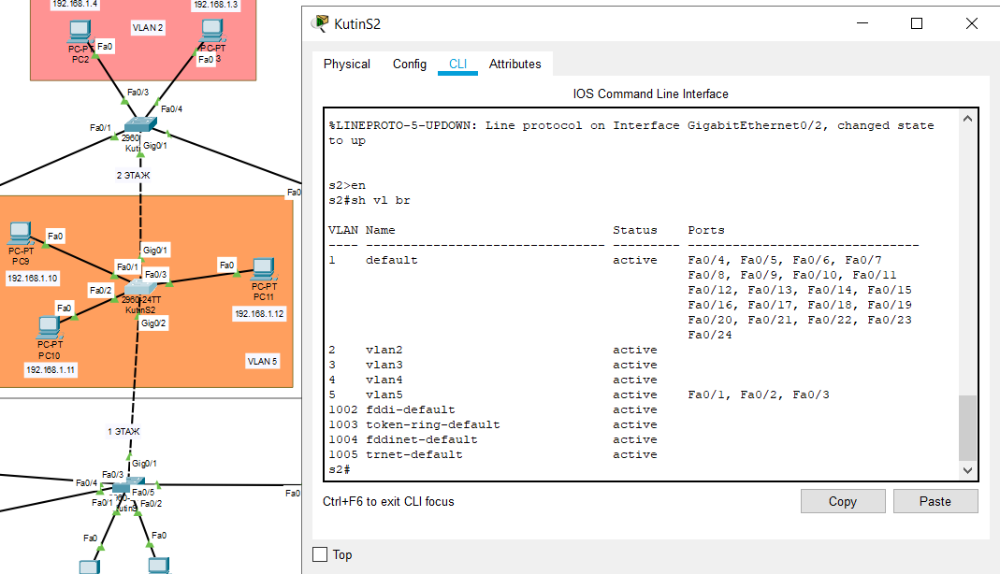 192.168.1.4
192.168.1.3
VLAN 2
Fa0
PC-PT
PC2
PC-PT
Fa0
3
Fa0/3
Fa0/4
Fa0/1
2960
Kuti
Gig0/1
2 ЭТАЖ
Fa0
Fa0
PC-PT
PC9
192.168.1.10
Gig0/1
Fa0/1
Fa0/3
Fa0
Fa0/2
PC-PT
PC11
2960-24TT
KutinS2
192.168.1.12
Fa0
Gig0/2
PC-PT
PC10
192.168.1.11
VLAN 5
1 ЭТАЖ
Gig0/1
Fa0/3
Fa0/4
Fa0/5
Fa0
Fa0/1
Fa0/2
Fa0
Fa0
KutinS2
Physical Config CLI Attributes
IOS Command Line Interface
%LINEPROTO-5-UPDOWN: Line protocol on Interface GigabitEthernet0/2, changed state
to up
s2>en
s2#sh vl br
VLAN Name Status Ports
---- -------------------------------- --------- -------------------------------
1 default active Fa0/4, Fa0/5, Fa0/6, Fa0/7
Fa0/8, Fa0/9, Fa0/10, Fa0/11
Fa0/12, Fa0/13, Fa0/14, Fa0/15
Fa0/16, Fa0/17, Fa0/18, Fa0/19
Fa0/20, Fa0/21, Fa0/22, Fa0/23
Fa0/24
2 vlan2 active
3 vlan3 active
4 vlan4 active
5 vlan5 active Fa0/1, Fa0/2, Fa0/3
1002 fddi-default active
1003 token-ring-default active
1004 fddinet-default active
1005 trnet-default active
s2#
Ctrl+F6 to exit CLI focus
Copy
Paste
Top